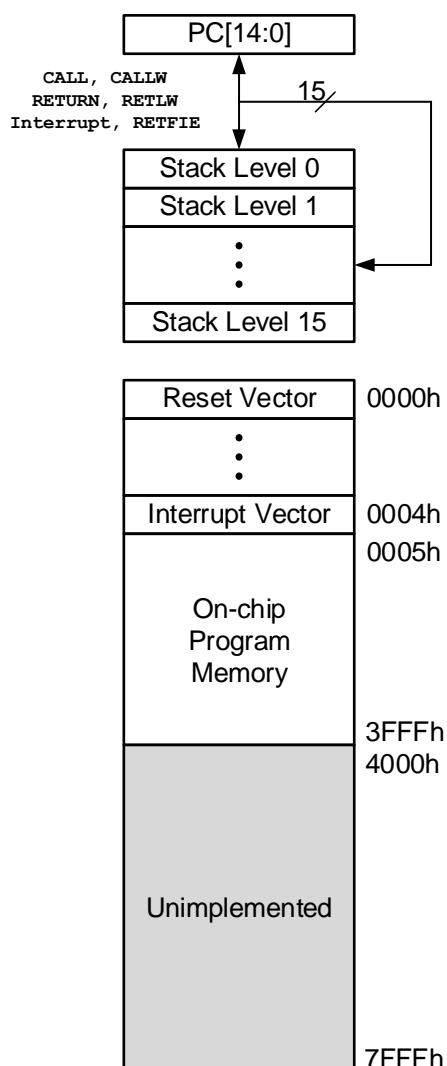 PC[14:0]
CALL, CALLW
RETURN, RETLW
Interrupt, RETFIE
15
Stack Level 0
Stack Level 1
Stack Level 15
Reset Vector
0000h
Interrupt Vector
0004h
0005h
On-chip
Program
Memory
3FFFh
4000h
Unimplemented
7FFFh